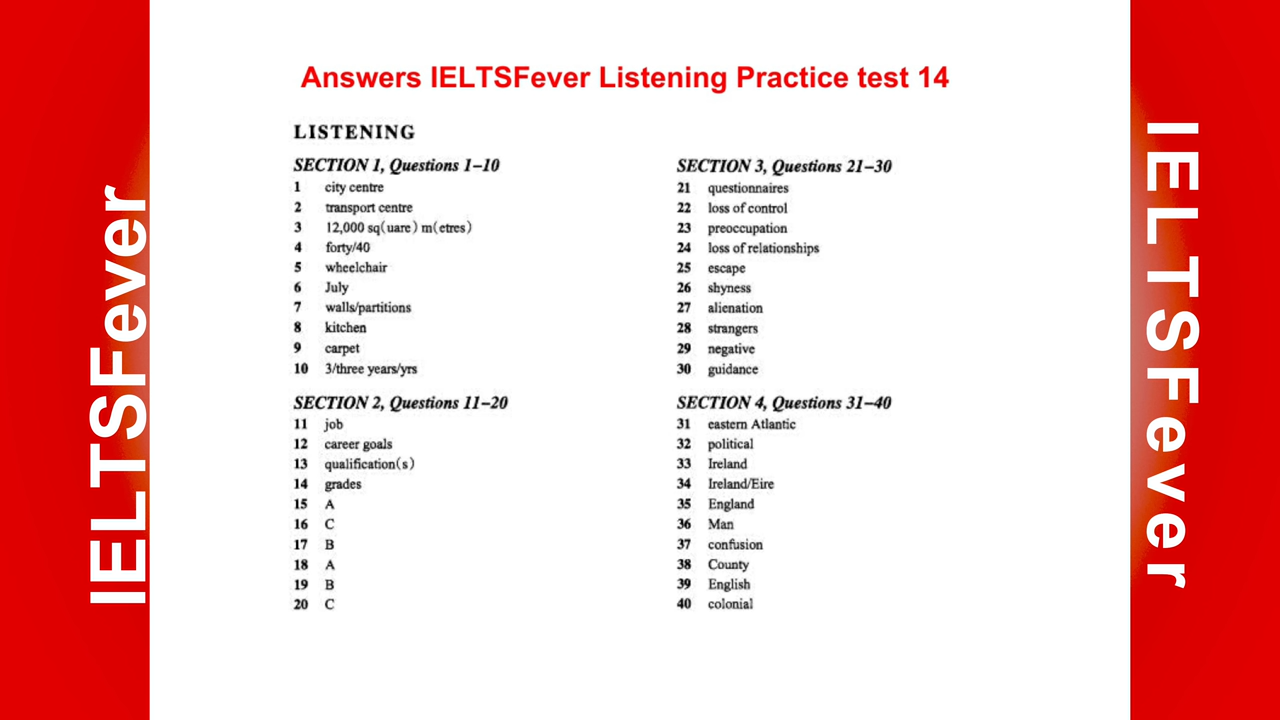 Answers IELTSFever Listening Practice test 14
LISTENING
SECTION 1, Questions 1–10
1 city centre
2 transport centre
3 12,000 sq(uare) m(etres)
4 forty/40
5 wheelchair
6 July
7 walls/partitions
8 kitchen
9 carpet
10 3/three years/yrs
SECTION 2, Questions 11–20
11 job
12 career goals
13 qualification(s)
14 grades
15 A
16 C
17 B
18 A
19 B
20 C
SECTION 3, Questions 21–30
21 questionnaires
22 loss of control
23 preoccupation
24 loss of relationships
25 escape
26 shyness
27 alienation
28 strangers
29 negative
30 guidance
SECTION 4, Questions 31–40
31 eastern Atlantic
32 political
33 Ireland
34 Ireland/Eire
35 England
36 Man
37 confusion
38 County
39 English
40 colonial
IELTSFever
IELTSFever